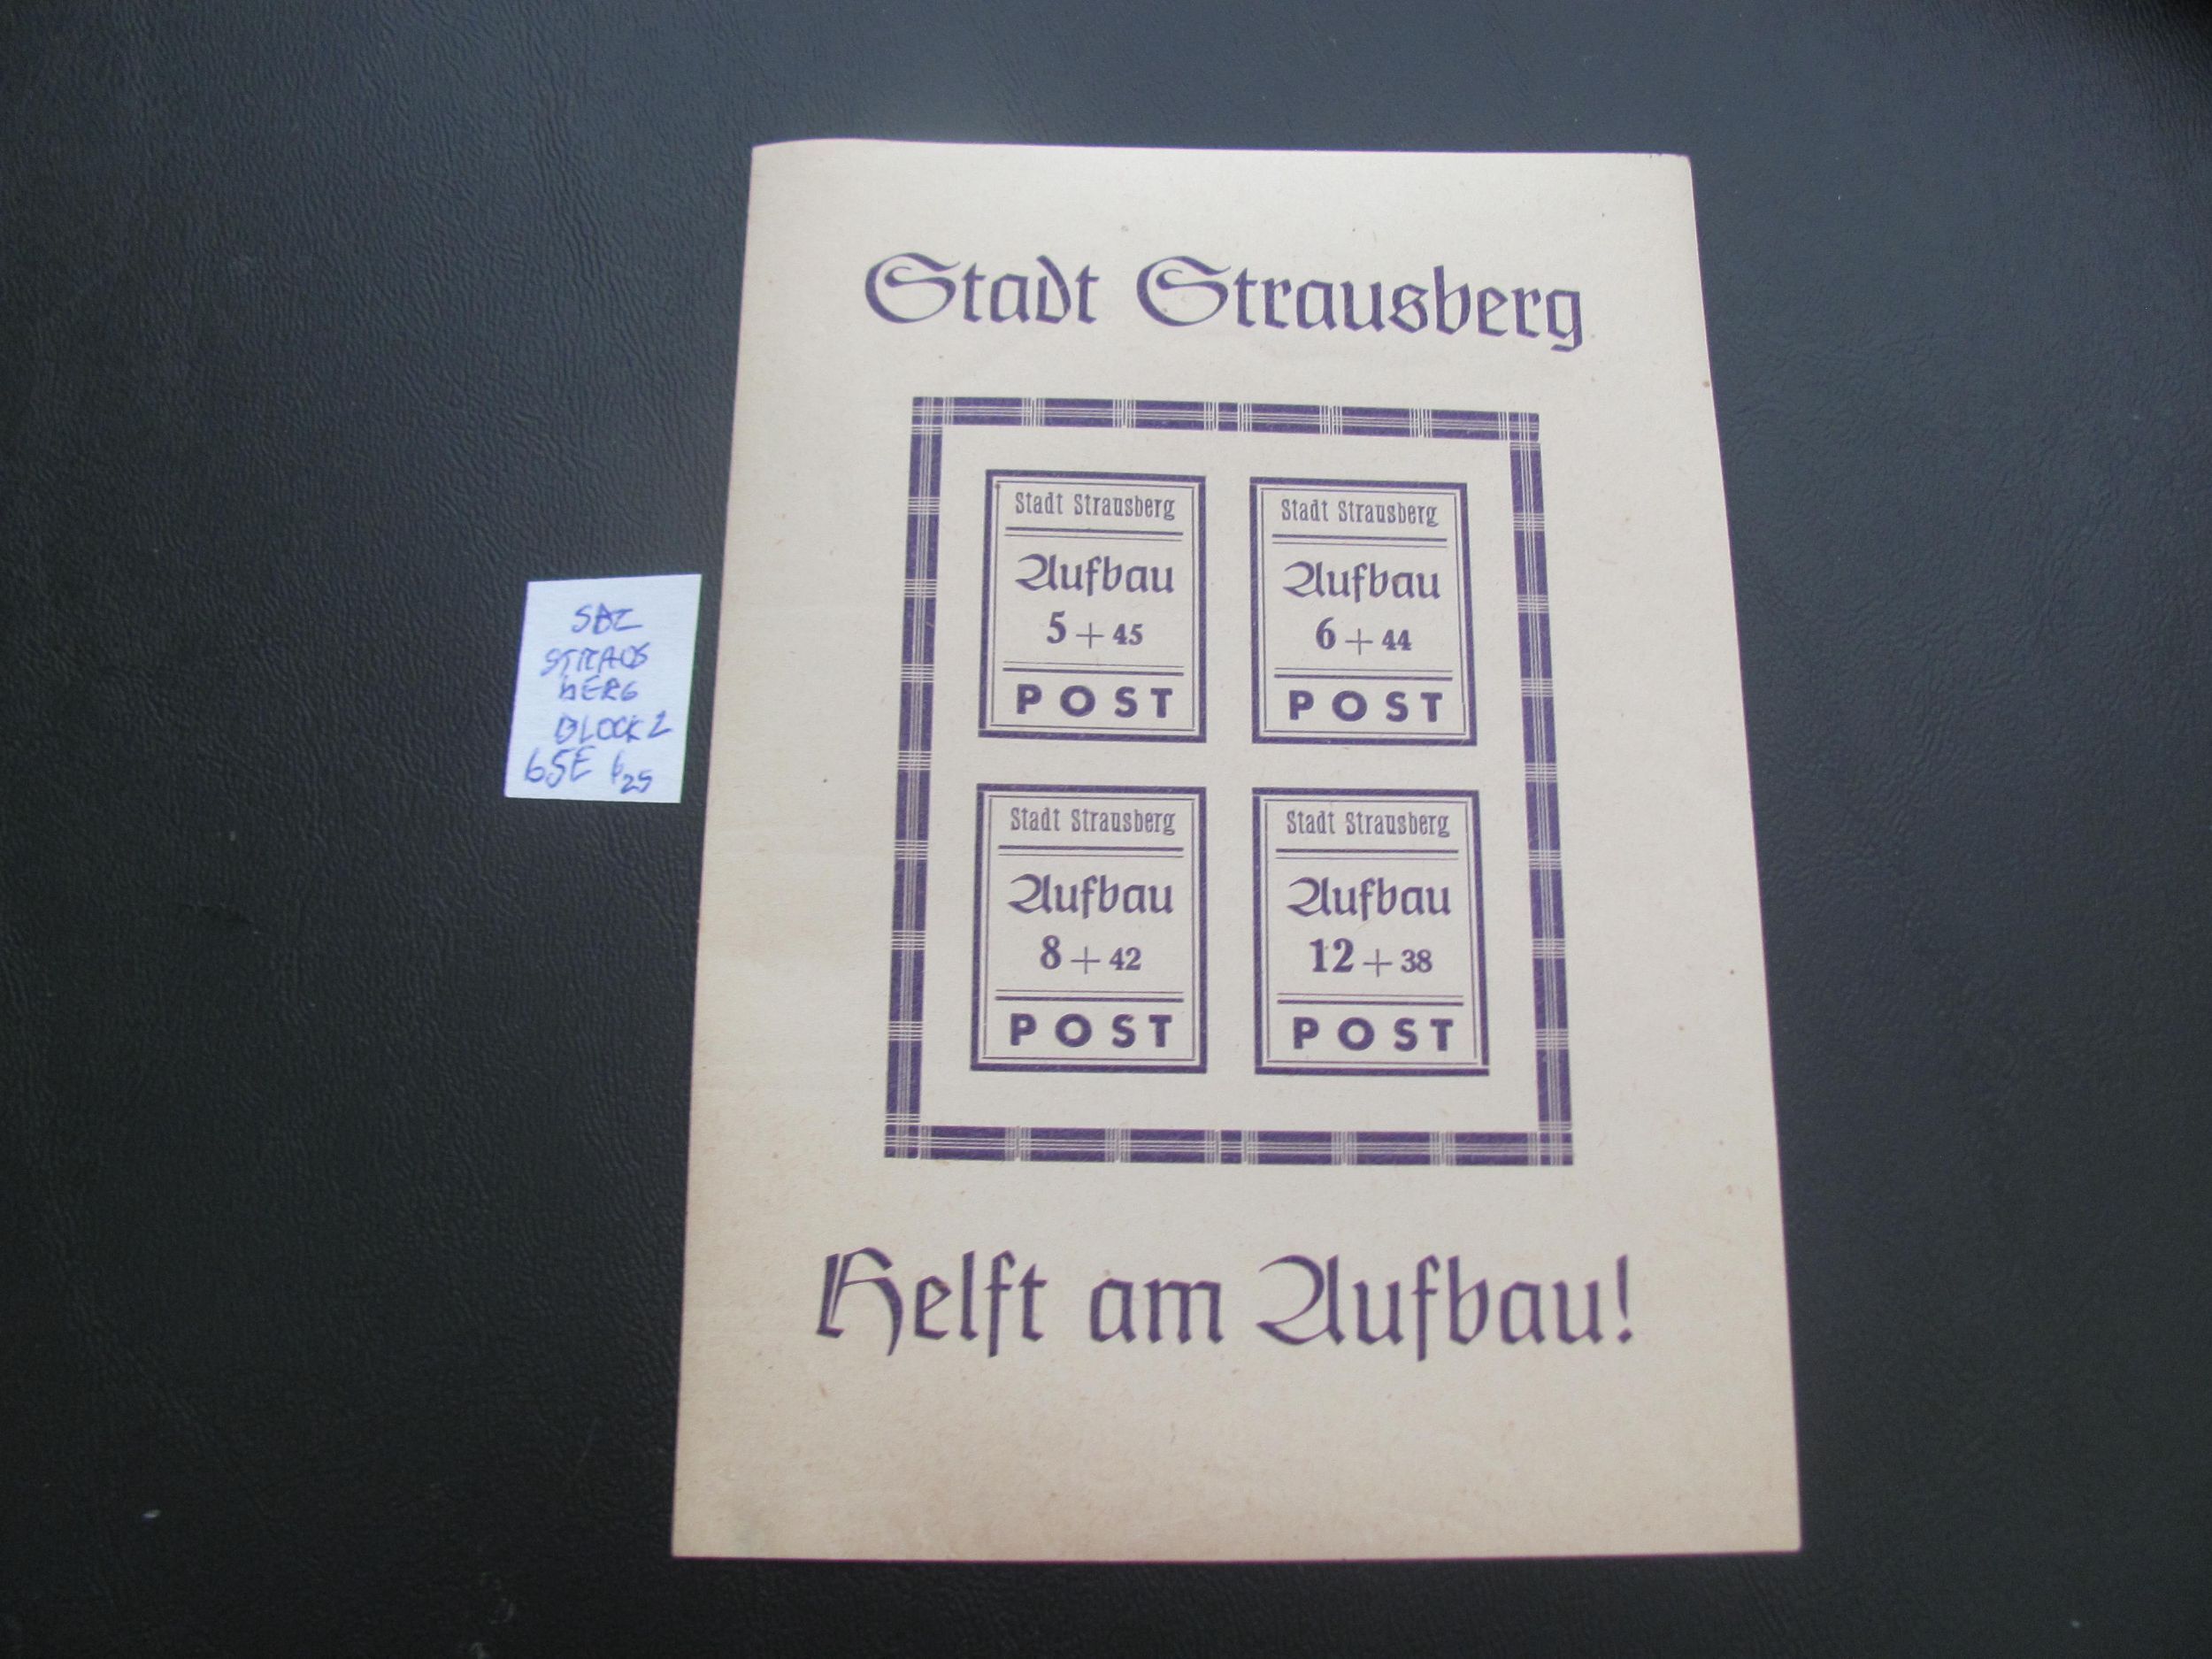 Stadt Strausberg
Stadt Strausberg
Aufbau
5 + 45
POST
Stadt Strausberg
Aufbau
6 + 44
POST
Stadt Strausberg
Aufbau
8 + 42
POST
Stadt Strausberg
Aufbau
12 + 38
POST
Helft am Aufbau!
SBZ
STRAUS
BERG
BLOCK 2
65E